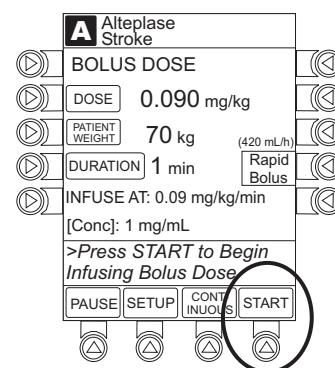 A Alteplase
Stroke
BOLUS DOSE
DOSE 0.090 mg/kg
PATIENT
WEIGHT 70 kg
(420 mL/h)
DURATION 1 min
Rapid
Bolus
INFUSE AT: 0.09 mg/kg/min
[Conc]: 1 mg/mL
>Press START to Begin
Infusing Bolus Dose
PAUSE SETUP CONT
INUOUS START